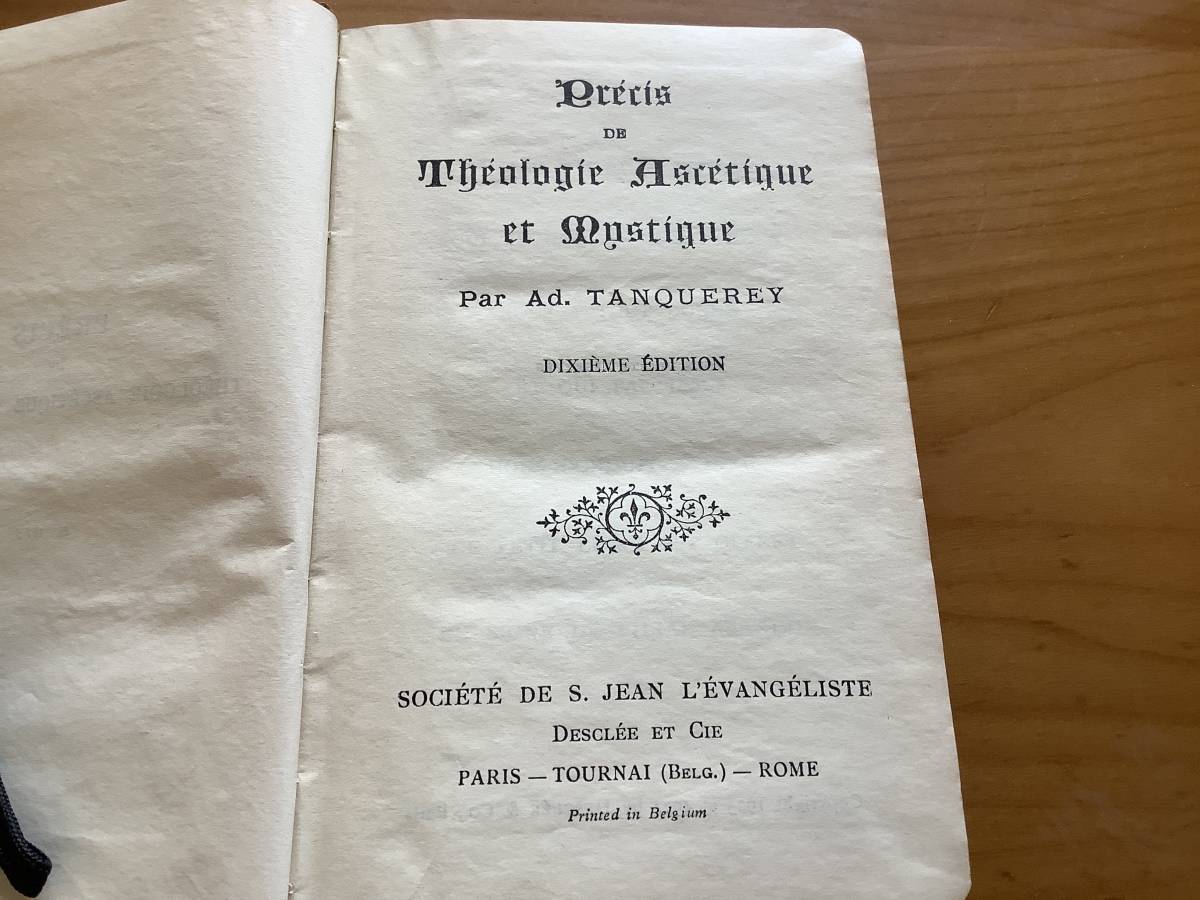 Précis
DE
Théologie Ascétique
et Mystique
Par Ad. TANQUEREY
DIXIÈME ÉDITION
SOCIÉTÉ DE S. JEAN L'ÉVANGÉLISTE
DESCLÉE ET CIE
PARIS — TOURNAI (BELG.) — ROME
Printed in Belgium